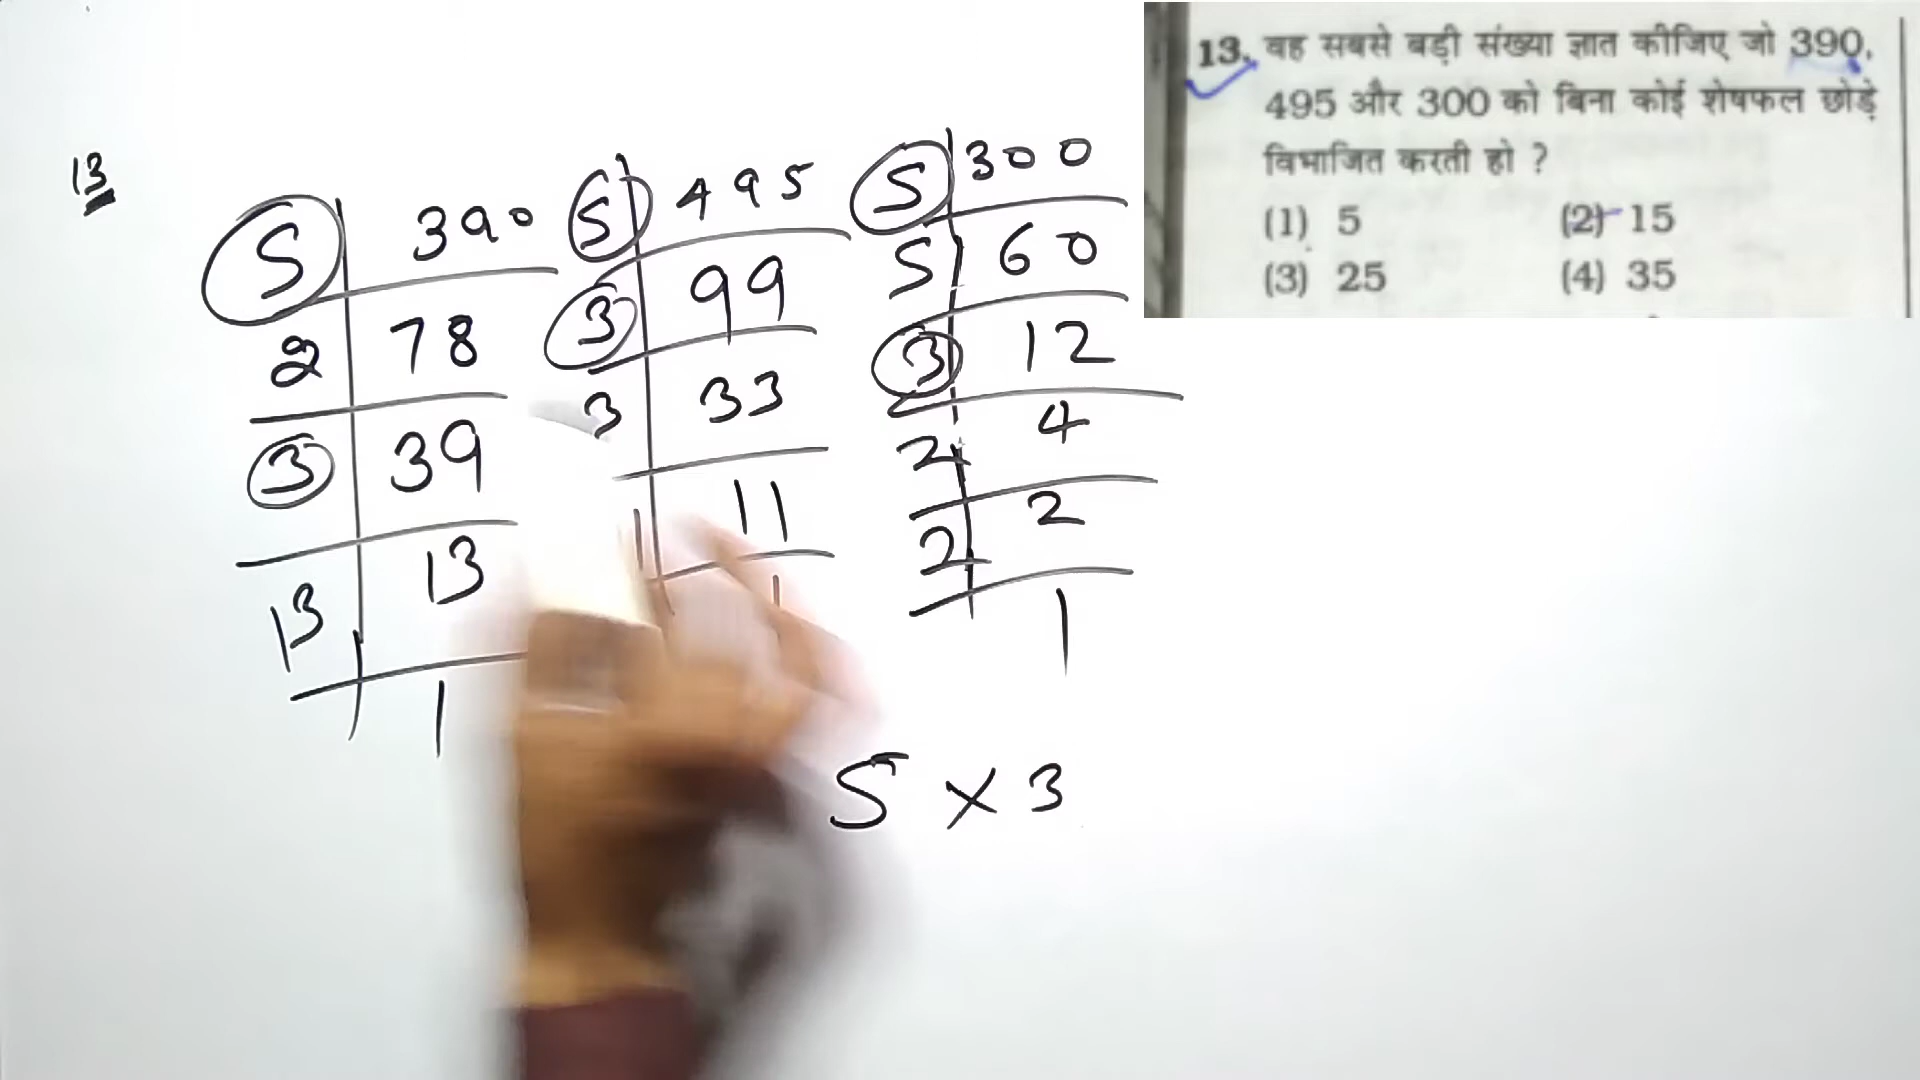 13. वह सबसे बड़ी संख्या ज्ञात कीजिए जो 390,
495 और 300 को बिना कोई शेषफल छोड़े
विभाजित करती हो ?
(1) 5 (2) 15
(3) 25 (4) 35
13
5 390
2 78
3 39
13 13
1
5 495
3 99
3 33
11
1
5 300
5 60
3 12
2 4
2 2
1
5 × 3